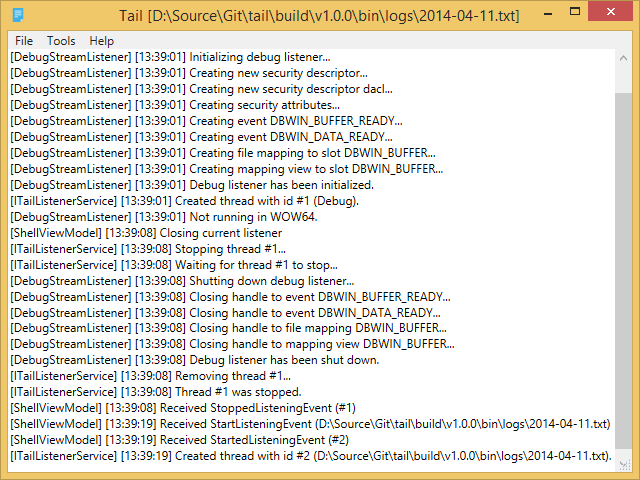 Tail [D:\Source\Git\tail\build\v1.0.0\bin\logs\2014-04-11.txt]
File Tools Help
[DebugStreamListener] [13:39:01] Initializing debug listener...
[DebugStreamListener] [13:39:01] Creating new security descriptor...
[DebugStreamListener] [13:39:01] Creating new security descriptor dacl...
[DebugStreamListener] [13:39:01] Creating security attributes...
[DebugStreamListener] [13:39:01] Creating event DBWIN_BUFFER_READY...
[DebugStreamListener] [13:39:01] Creating event DBWIN_DATA_READY...
[DebugStreamListener] [13:39:01] Creating file mapping to slot DBWIN_BUFFER...
[DebugStreamListener] [13:39:01] Creating mapping view to slot DBWIN_BUFFER...
[DebugStreamListener] [13:39:01] Debug listener has been initialized.
[ITailListenerService] [13:39:01] Created thread with id #1 (Debug).
[DebugStreamListener] [13:39:01] Not running in WOW64.
[ShellViewModel] [13:39:08] Closing current listener
[ITailListenerService] [13:39:08] Stopping thread #1...
[ITailListenerService] [13:39:08] Waiting for thread #1 to stop...
[DebugStreamListener] [13:39:08] Shutting down debug listener...
[DebugStreamListener] [13:39:08] Closing handle to event DBWIN_BUFFER_READY...
[DebugStreamListener] [13:39:08] Closing handle to event DBWIN_DATA_READY...
[DebugStreamListener] [13:39:08] Closing handle to file mapping DBWIN_BUFFER...
[DebugStreamListener] [13:39:08] Closing handle to mapping view DBWIN_BUFFER...
[DebugStreamListener] [13:39:08] Debug listener has been shut down.
[ITailListenerService] [13:39:08] Removing thread #1...
[ITailListenerService] [13:39:08] Thread #1 was stopped.
[ShellViewModel] [13:39:08] Received StoppedListeningEvent (#1)
[ShellViewModel] [13:39:19] Received StartListeningEvent (D:\Source\Git\tail\build\v1.0.0\bin\logs\2014-04-11.txt)
[ShellViewModel] [13:39:19] Received StartedListeningEvent (#2)
[ITailListenerService] [13:39:19] Created thread with id #2 (D:\Source\Git\tail\build\v1.0.0\bin\logs\2014-04-11.txt).